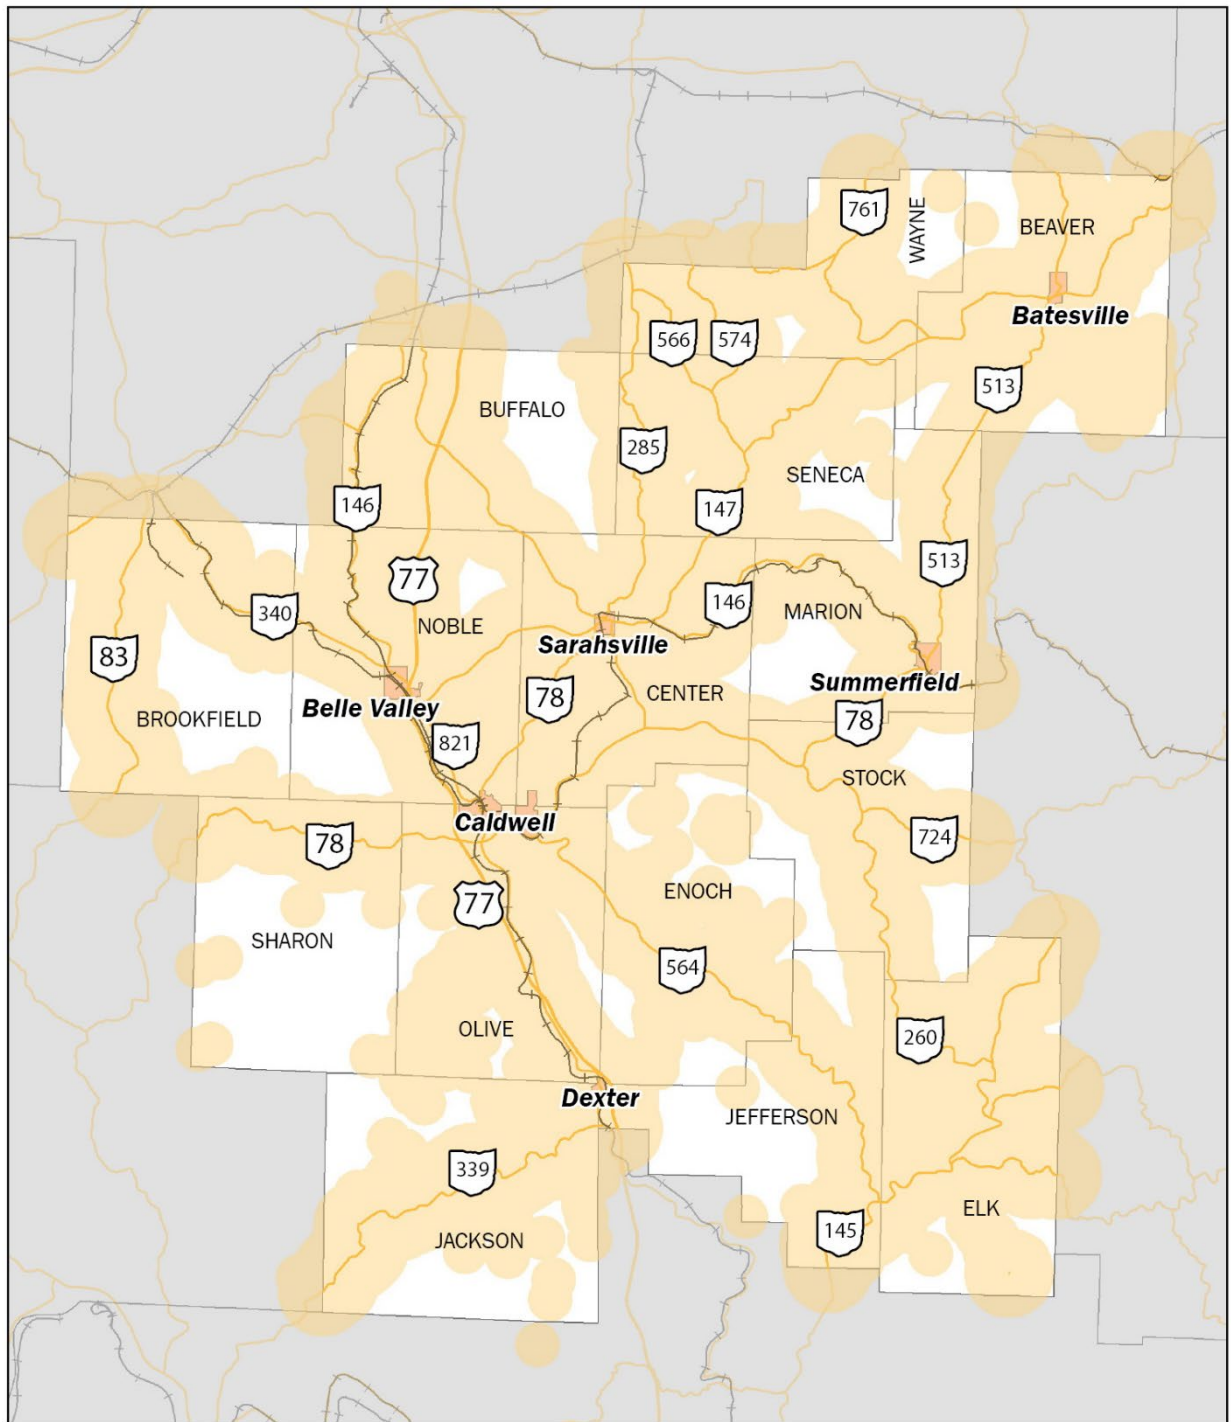 761
WAYNE
BEAVER
Batesville
566
574
513
BUFFALO
285
SENECA
146
147
513
77
340
NOBLE
146
MARION
Sarahsville
83
78
CENTER
Summerfield
Belle Valley
BROOKFIELD
78
821
STOCK
Caldwell
78
724
ENOCH
77
SHARON
564
OLIVE
260
Dexter
JEFFERSON
339
ELK
145
JACKSON